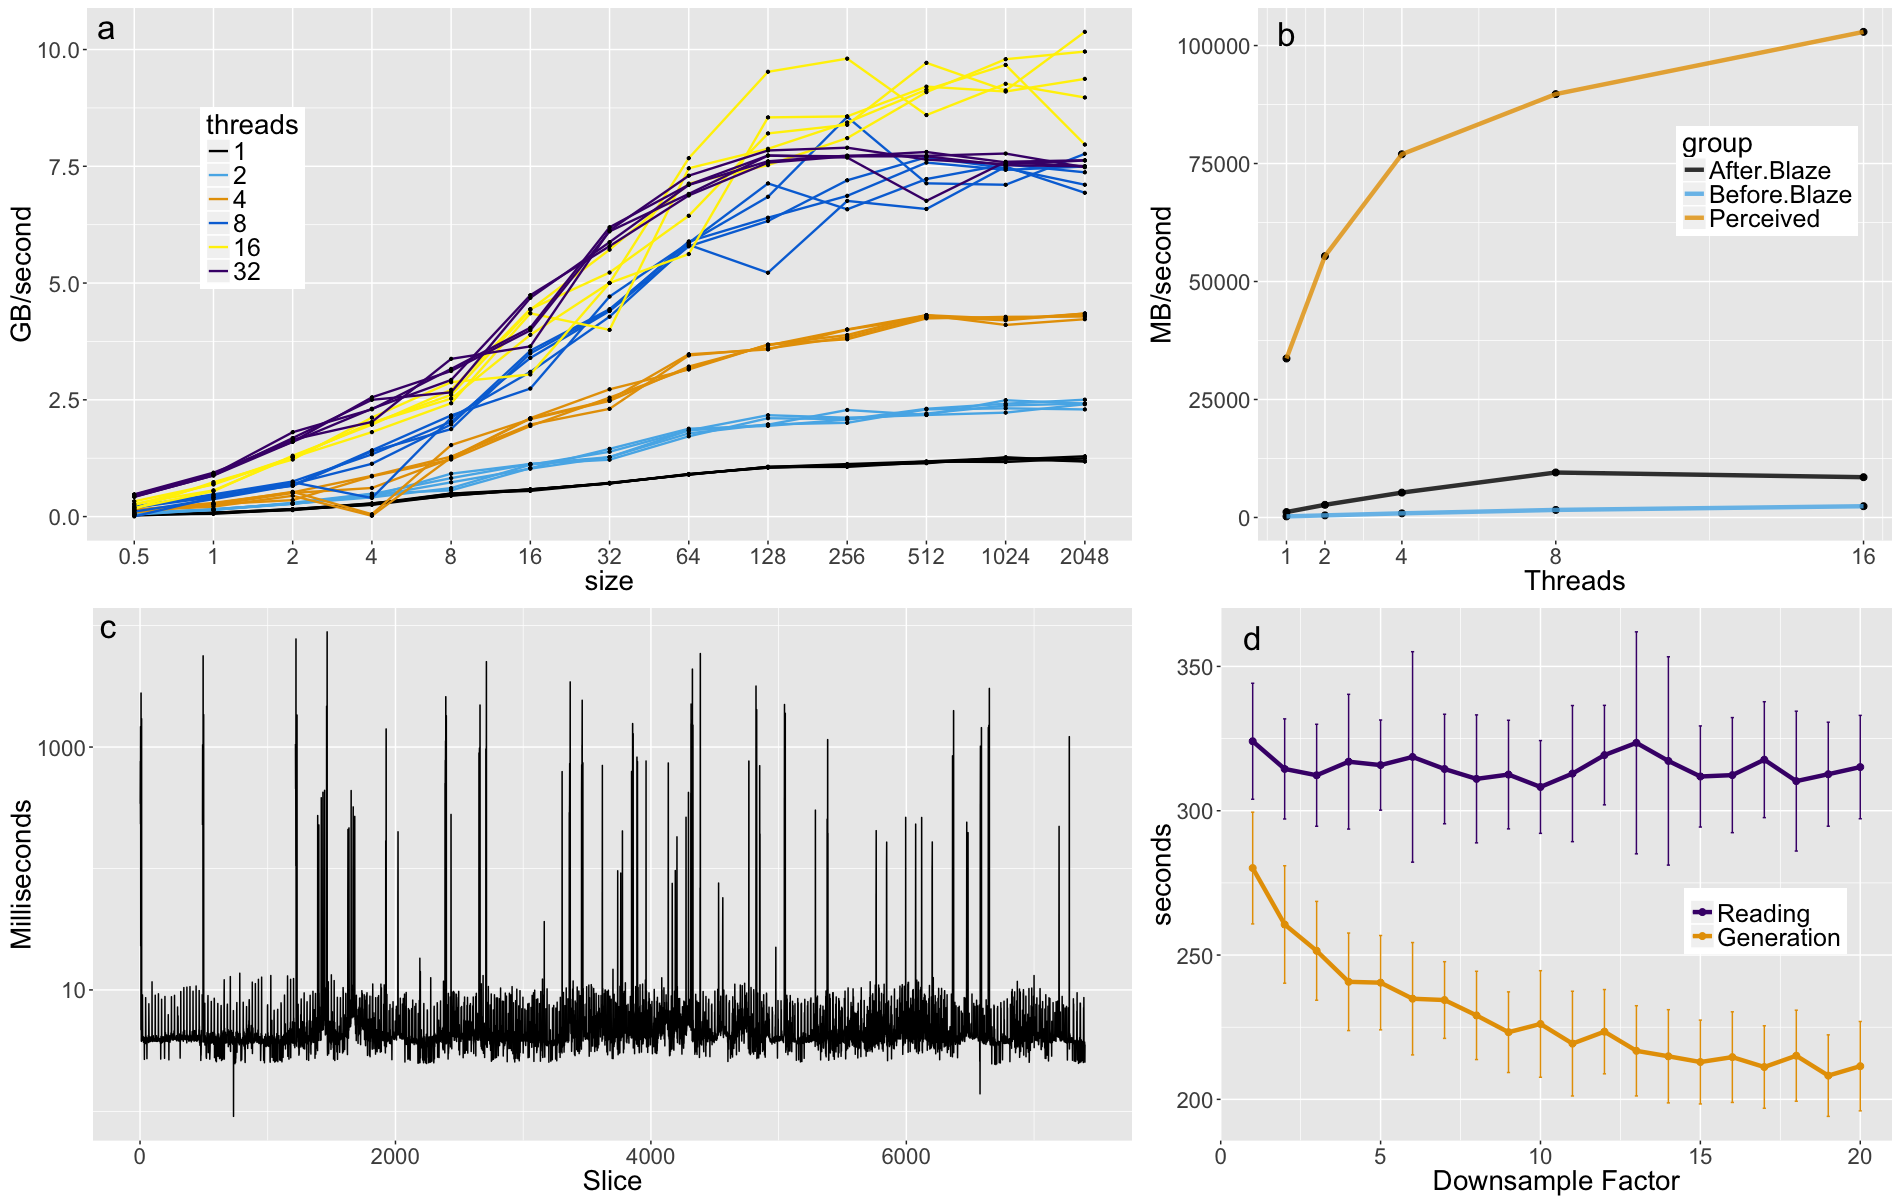 a
10.0
7.5
5.0
2.5
0.0
GB/second
threads
1
2
4
8
16
32
0.5 1 2 4 8 16 32 64 128 256 512 1024 2048
size
b
100000
75000
50000
25000
0
MB/second
group
After.Blaze
Before.Blaze
Perceived
1 2 4 8 16
Threads
c
1000
10
Milliseconds
0 2000 4000 6000
Slice
d
350
300
250
200
seconds
Reading
Generation
0 5 10 15 20
Downsample Factor